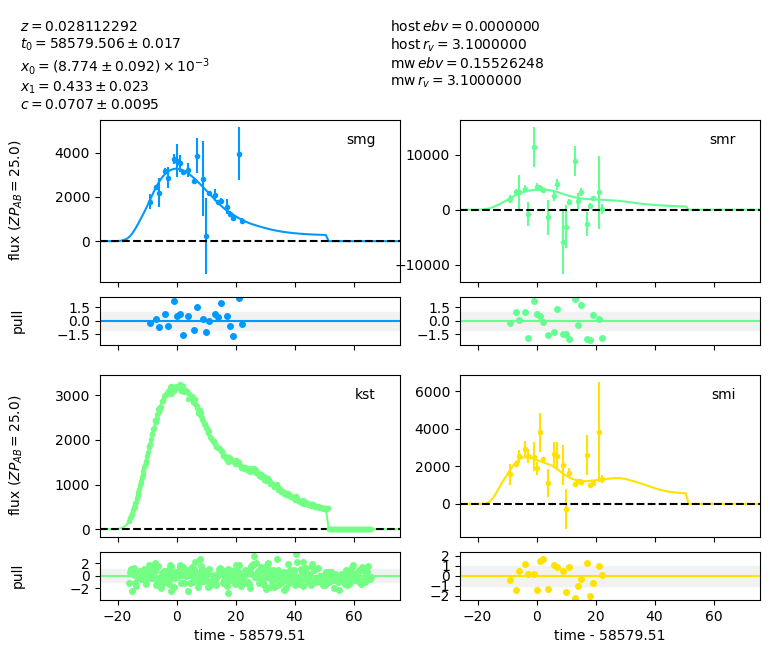 z = 0.028112292
t₀ = 58579.506 ± 0.017
x₀ = (8.774 ± 0.092) × 10⁻³
x₁ = 0.433 ± 0.023
c = 0.0707 ± 0.0095
host ebv = 0.0000000
host r_v = 3.1000000
mw ebv = 0.15526248
mw r_v = 3.1000000
flux (ZP_AB = 25.0)
4000
2000
0
smg
10000
0
−10000
smr
pull
1.5
0.0
−1.5
1.5
0.0
−1.5
flux (ZP_AB = 25.0)
3000
2000
1000
0
kst
6000
4000
2000
0
smi
pull
2
0
−2
2
1
0
−1
−2
−20 0 20 40 60
time - 58579.51
−20 0 20 40 60
time - 58579.51